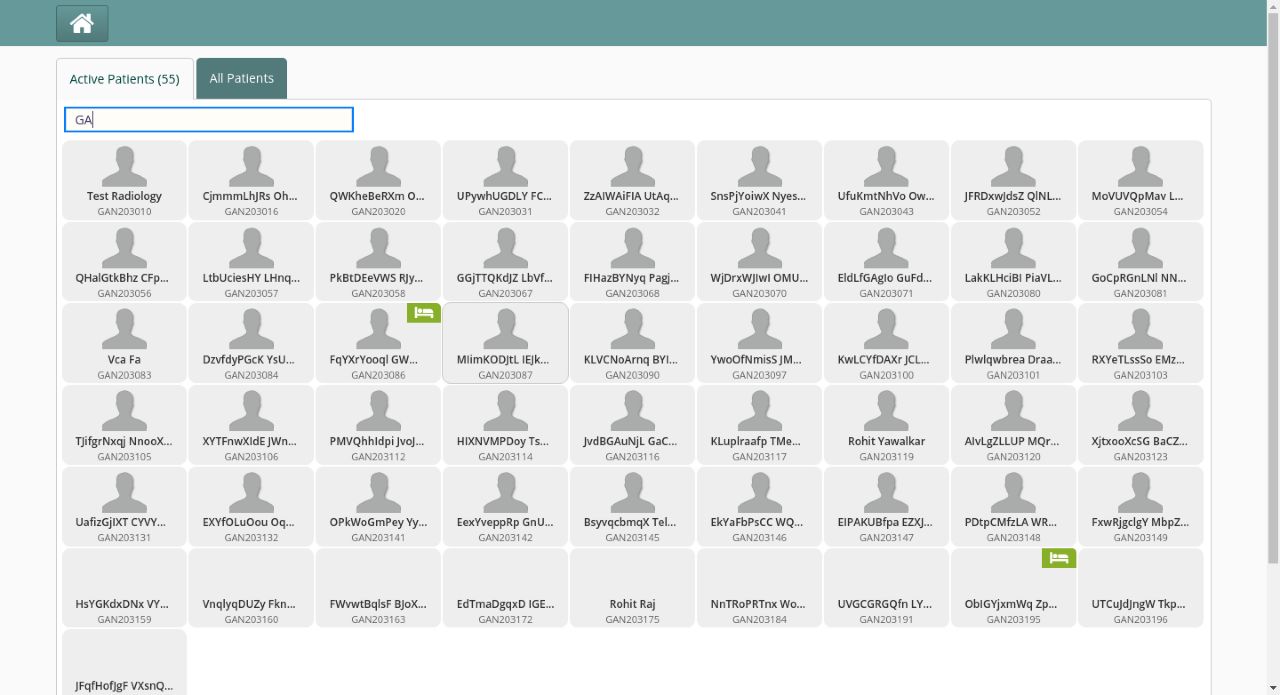 Active Patients (55)
All Patients
GA
Test Radiology
GAN203010
CjmmmLhJRs Oh...
GAN203016
QWKheBeRXm O...
GAN203020
UPywhUGDLY FC...
GAN203031
ZzAIWAiFIA UtAq...
GAN203032
SnsPjYoiwX Nyes...
GAN203041
UfuKmtNhVo Ow...
GAN203043
JFRDxwJdsZ QlNL...
GAN203052
MoVUVQpMav L...
GAN203054
QHalGtkBhz CFp...
GAN203056
LtbUciesHY LHnq...
GAN203057
PkBtDEeVWS RJy...
GAN203058
GGjTTQKdJZ LbVf...
GAN203067
FIHazBYNyq Pagj...
GAN203068
WjDrxWJIwI OMU...
GAN203070
EldLfGAgIo GuFd...
GAN203071
LakKLHciBI PiaVL...
GAN203080
GoCpRGnLNl NN...
GAN203081
Vca Fa
GAN203083
DzvfdyPGcK YsU...
GAN203084
FqYXrYooql GW...
GAN203086
MIimKODJtL IEJk...
GAN203087
KLVCNoArnq BYI...
GAN203090
YwoOfNmisS JM...
GAN203097
KwLCYfDAXr JCL...
GAN203100
Plwlqwbrea Draa...
GAN203101
RXYeTLssSo EMz...
GAN203103
TJifgrNxqj NnooX...
GAN203105
XYTFnwXIdE JWn...
GAN203106
PMVQhhIdpi JvoJ...
GAN203112
HIXNVMPDoy Ts...
GAN203114
JvdBGAuNjL GaC...
GAN203116
KLuplraafp TMe...
GAN203117
Rohit Yawalkar
GAN203119
AIvLgZLLUP MQr...
GAN203120
XjtxooXcSG BaCZ...
GAN203123
UafizGjIXT CYVY...
GAN203131
EXYfOLuOou Oq...
GAN203132
OPkWoGmPey Yy...
GAN203141
EexYveppRp GnU...
GAN203142
BsyvqcbmqX Tel...
GAN203145
EkYaFbPsCC WQ...
GAN203146
EIPAKUBfpa EZXJ...
GAN203147
PDtpCMfzLA WR...
GAN203148
FxwRjgclgY MbpZ...
GAN203149
HsYGKdxDNx VY...
GAN203159
VnqlyqDUZy Fkn...
GAN203160
FWvwtBqlsF BJoX...
GAN203163
EdTmaDgqxD IGE...
GAN203172
Rohit Raj
GAN203175
NnTRoPRTnx Wo...
GAN203184
UVGCGRGQfn LY...
GAN203191
ObIGYjxmWq Zp...
GAN203195
UTCuJdJngW Tkp...
GAN203196
JFqfHofJgF VXsnQ...